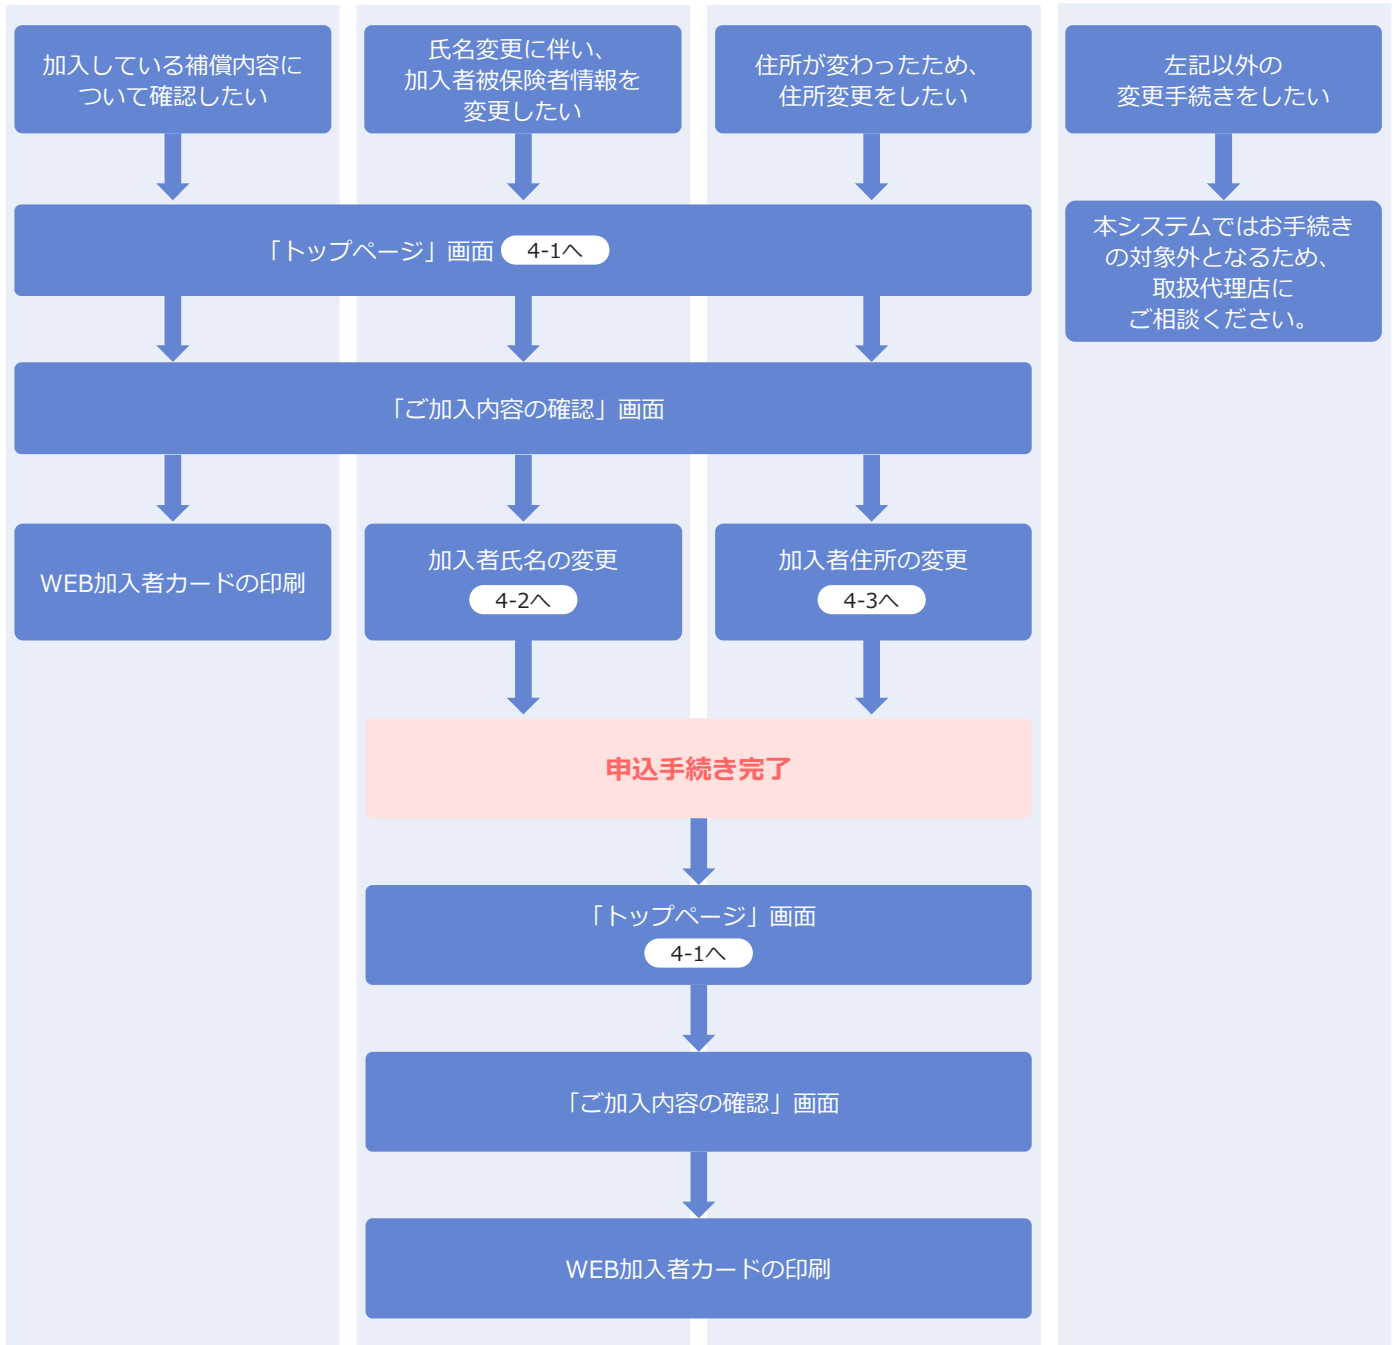 加入している補償内容に
ついて確認したい
氏名変更に伴い、
加入者被保険者情報を
変更したい
住所が変わったため、
住所変更をしたい
左記以外の
変更手続きをしたい
「トップページ」画面 4-1へ
本システムではお手続き
の対象外となるため、
取扱代理店に
ご相談ください。
「ご加入内容の確認」画面
WEB加入者カードの印刷
加入者氏名の変更
4-2へ
加入者住所の変更
4-3へ
申込手続き完了
「トップページ」画面
4-1へ
「ご加入内容の確認」画面
WEB加入者カードの印刷